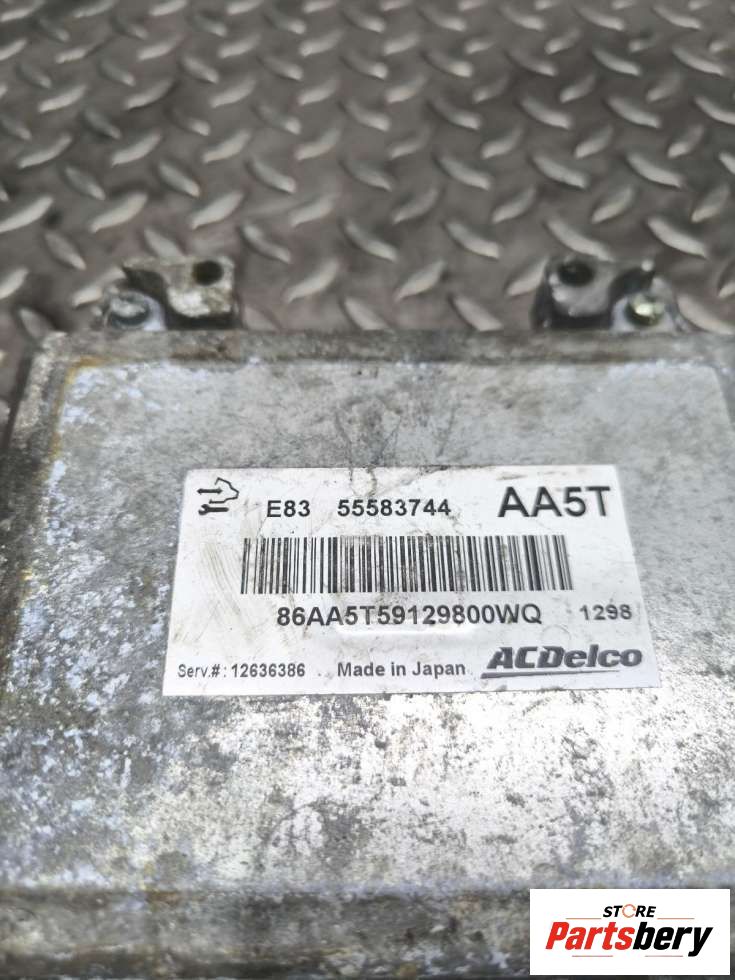 E83 55583744 AA5T
86AA5T59129800WQ 1298
Serv.#: 12636386 Made in Japan ACDelco
STORE
Partsbery